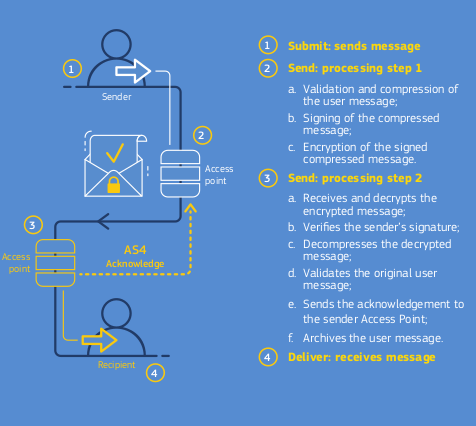 1
Sender
2
Access
point
3
Access
point
AS4
Acknowledge
Recipient
4
1 Submit: sends message
2 Send: processing step 1
a. Validation and compression of
the user message;
b. Signing of the compressed
message;
c. Encryption of the signed
compressed message.
3 Send: processing step 2
a. Receives and decrypts the
encrypted message;
b. Verifies the sender's signature;
c. Decompresses the decrypted
message;
d. Validates the original user
message;
e. Sends the acknowledgement to
the sender Access Point;
f. Archives the user message.
4 Deliver: receives message